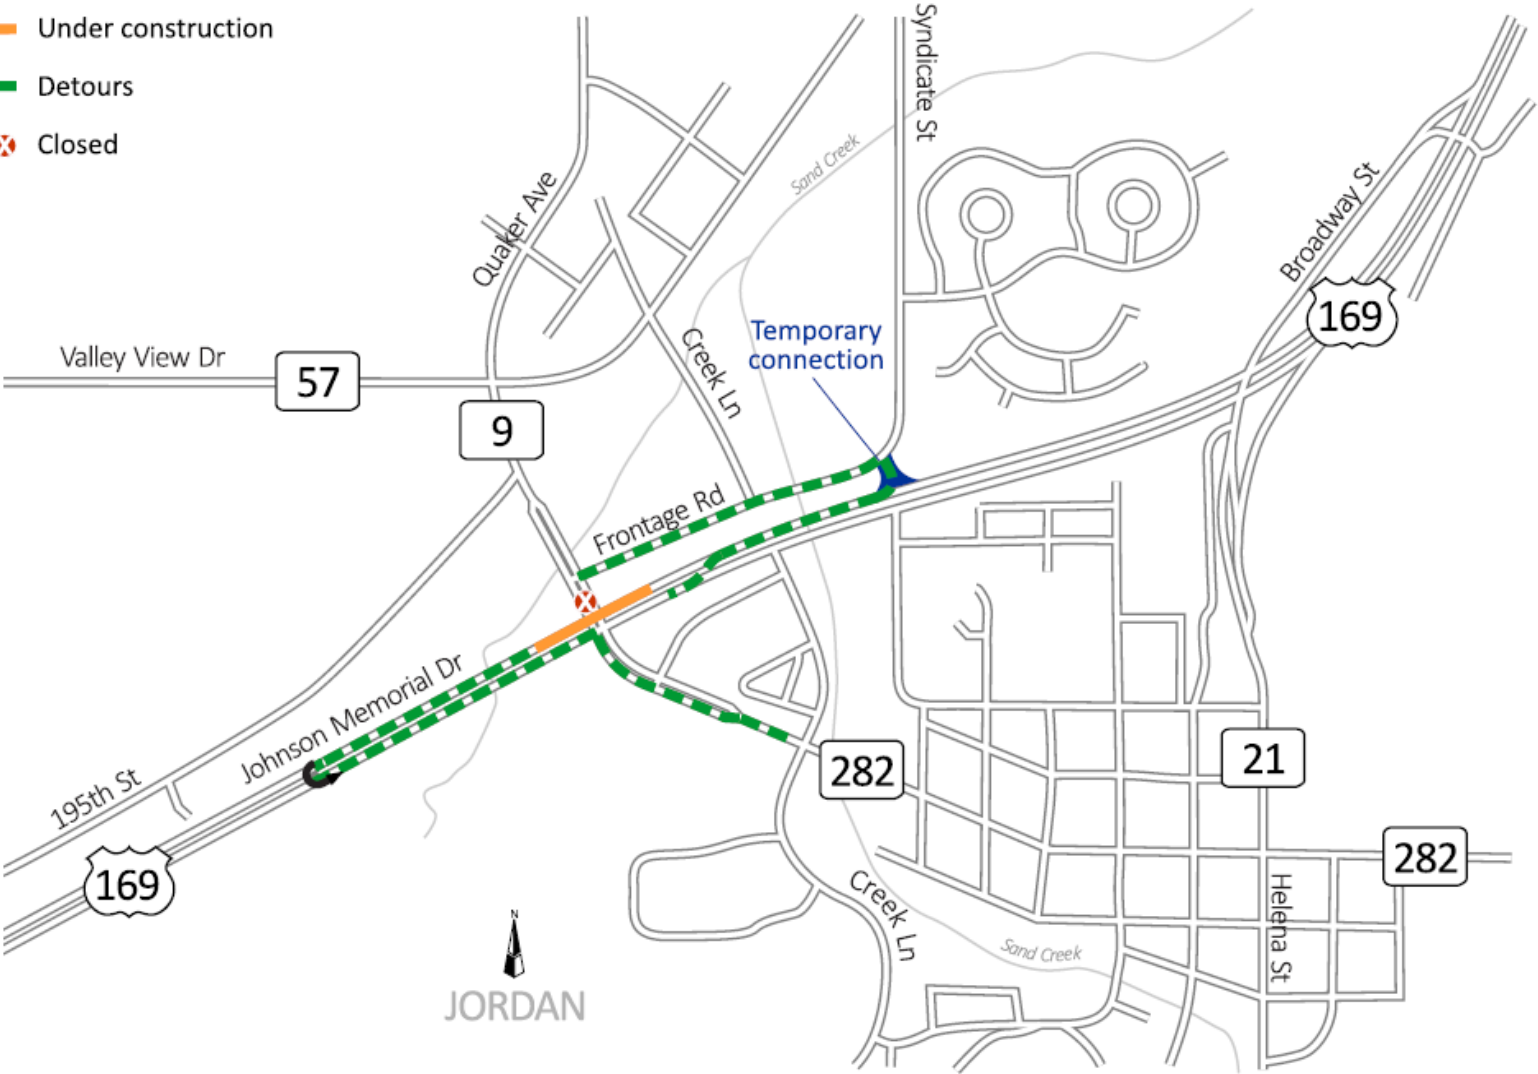 Under construction
Detours
Closed
Syndicate St
Sand Creek
Quaker Ave
Broadway St
169
Temporary
connection
Valley View Dr
57
Creek Ln
9
Frontage Rd
Johnson Memorial Dr
195th St
282
21
169
282
Creek Ln
Helena St
N
Sand Creek
JORDAN